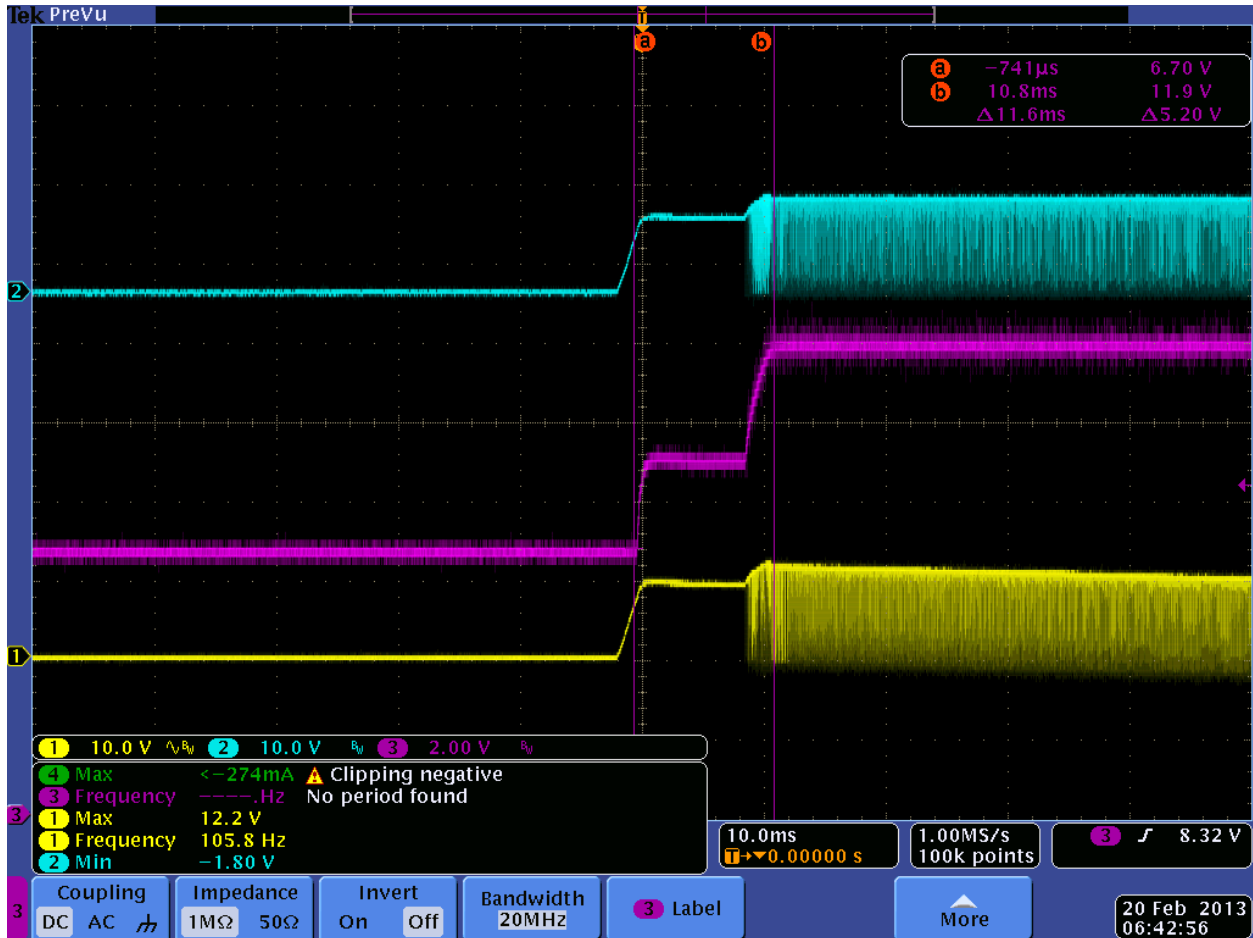 Tek PreVu
T
a b
a −741µs 6.70 V
b 10.8ms 11.9 V
Δ11.6ms Δ5.20 V
2
1
3
1 10.0 V BW 2 10.0 V BW 3 2.00 V BW
4 Max <−274mA Clipping negative
3 Frequency ––––.Hz No period found
1 Max 12.2 V
1 Frequency 105.8 Hz
2 Min −1.80 V
10.0ms
T→▼0.00000 s
1.00MS/s
100k points
3 8.32 V
3
Coupling
DC AC
Impedance
1MΩ 50Ω
Invert
On Off
Bandwidth
20MHz
3 Label
More
20 Feb 2013
06:42:56